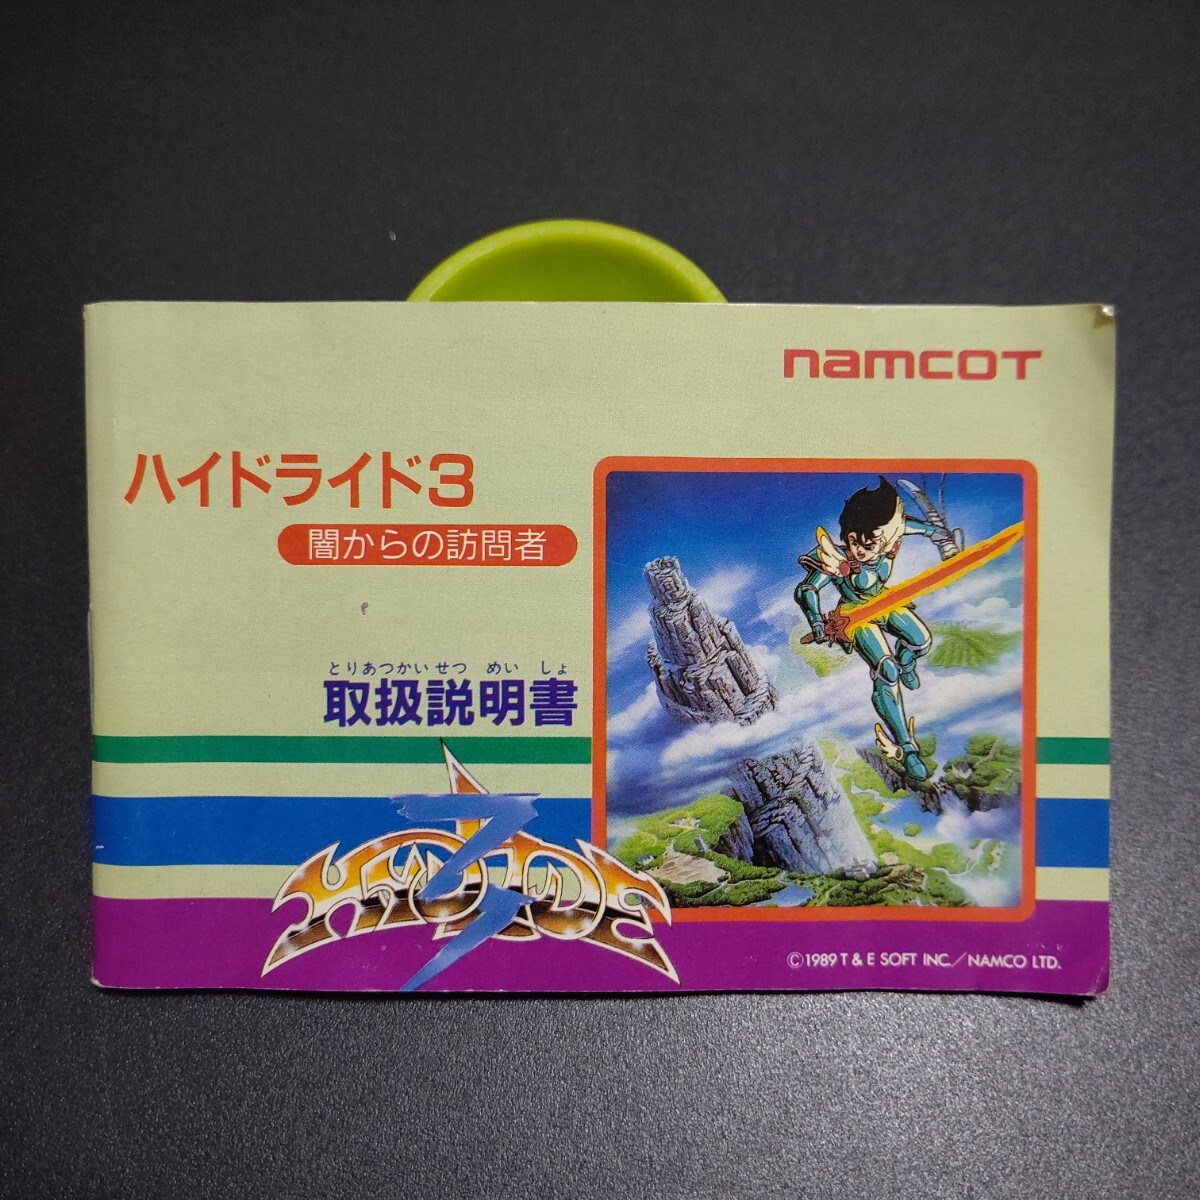 namcot
ハイドライド3
闇からの訪問者
とりあつかいせつめいしょ
取扱説明書
HYDLIDE 3
©1989 T & E SOFT INC./NAMCO LTD.